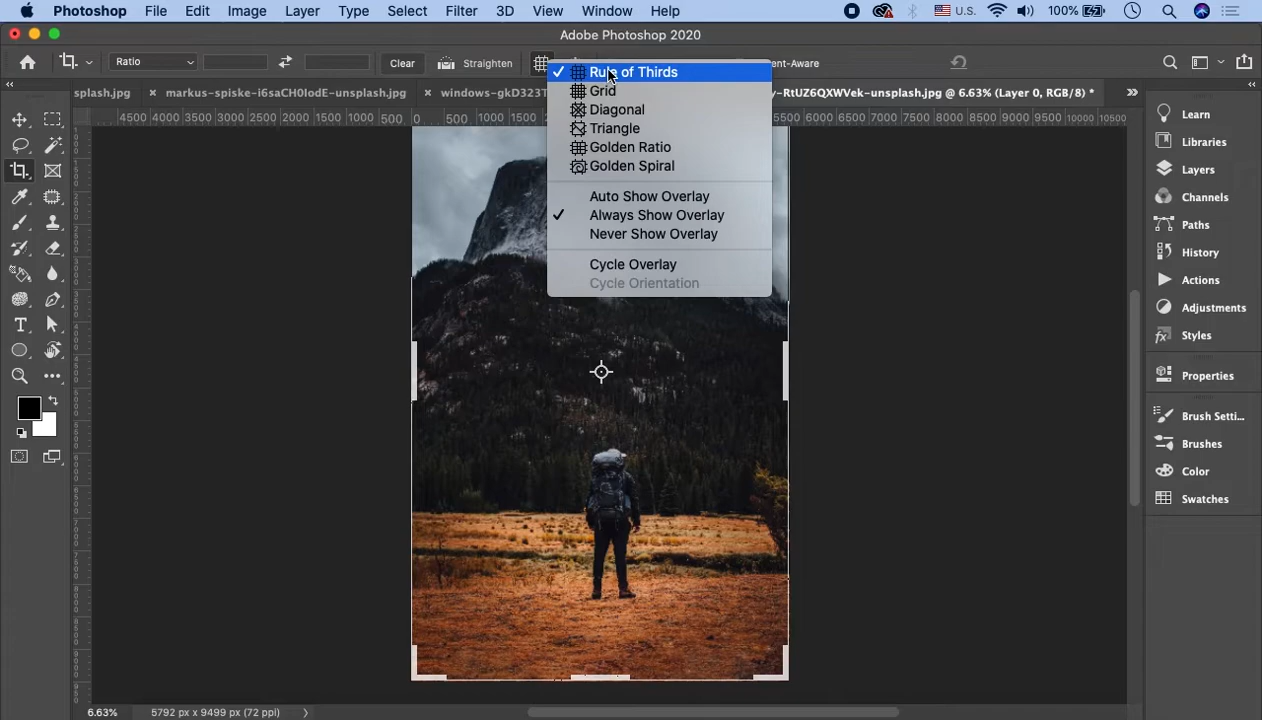 Photoshop File Edit Image Layer Type Select Filter 3D View Window Help U.S. 100%
Adobe Photoshop 2020
Ratio Clear Straighten ent-Aware
splash.jpg × markus-spiske-i6saCH0IodE-unsplash.jpg × windows-gkD323T y-RtUZ6QXWVek-unsplash.jpg @ 6.63% (Layer 0, RGB/8) *
4500 4000 3500 3000 2500 2000 1500 1000 500 0 500 1000 1500 5500 6000 6500 7000 7500 8000 8500 9000 9500 10000 10500
Rule of Thirds
Grid
Diagonal
Triangle
Golden Ratio
Golden Spiral
Auto Show Overlay
Always Show Overlay
Never Show Overlay
Cycle Overlay
Cycle Orientation
Learn
Libraries
Layers
Channels
Paths
History
Actions
Adjustments
Styles
Properties
Brush Setti...
Brushes
Color
Swatches
6.63% 5792 px x 9499 px (72 ppi)